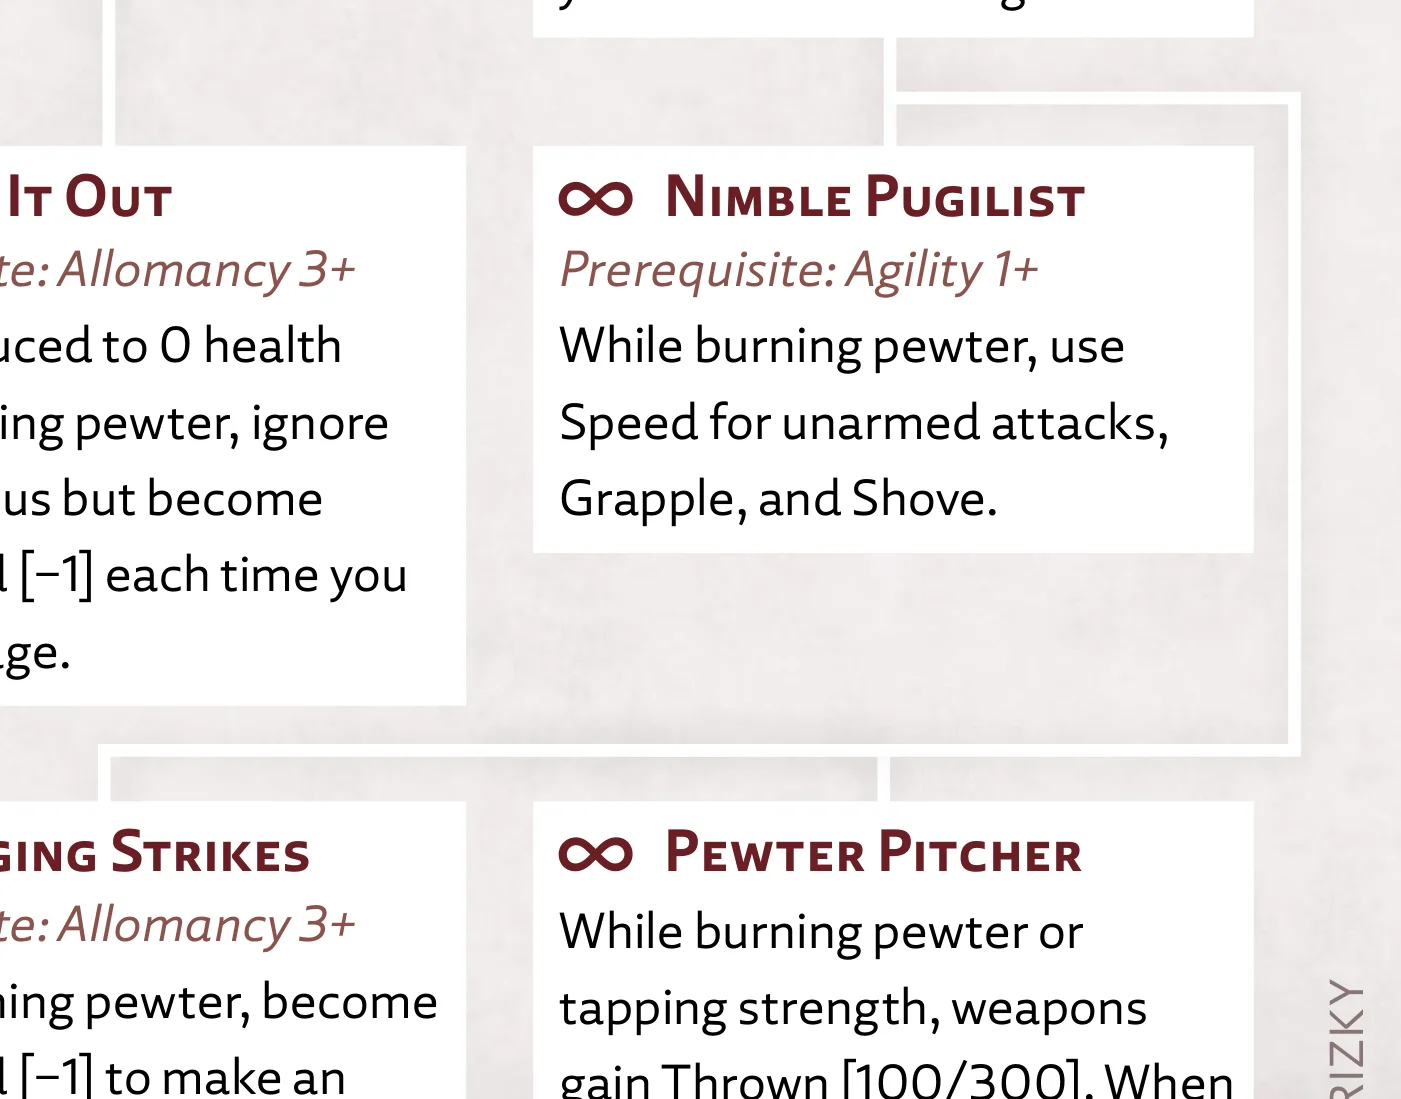 It Out
te: Allomancy 3+
uced to 0 health
ing pewter, ignore
us but become
[−1] each time you
ge.
∞ Nimble Pugilist
Prerequisite: Agility 1+
While burning pewter, use
Speed for unarmed attacks,
Grapple, and Shove.
ging Strikes
te: Allomancy 3+
ning pewter, become
[−1] to make an
∞ Pewter Pitcher
While burning pewter or
tapping strength, weapons
gain Thrown [100/300]. When
RIZKY